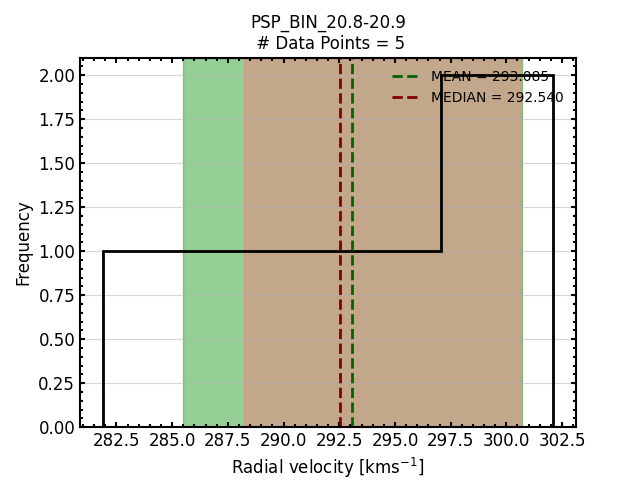 PSP_BIN_20.8-20.9
# Data Points = 5
MEAN = 293.085
MEDIAN = 292.540
2.00
1.75
1.50
1.25
1.00
0.75
0.50
0.25
0.00
Frequency
282.5 285.0 287.5 290.0 292.5 295.0 297.5 300.0 302.5
Radial velocity [kms⁻¹]